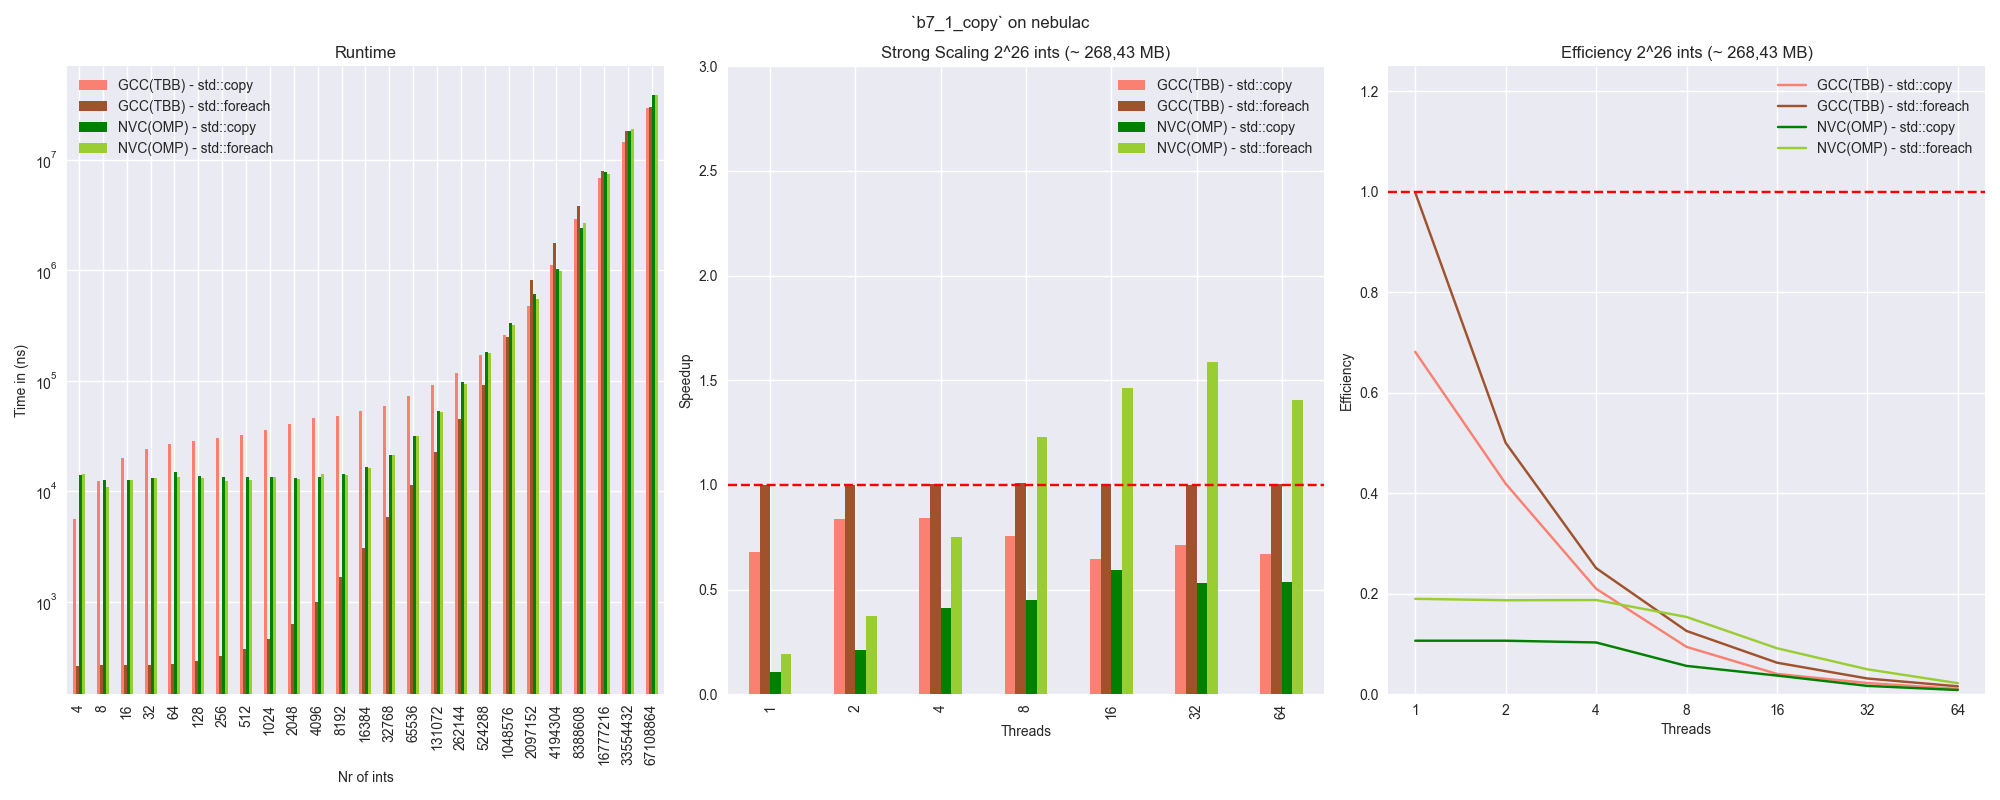 `b7_1_copy` on nebulac
Runtime
GCC(TBB) - std::copy
GCC(TBB) - std::foreach
NVC(OMP) - std::copy
NVC(OMP) - std::foreach
Time in (ns)
10^7
10^6
10^5
10^4
10^3
4 8 16 32 64 128 256 512 1024 2048 4096 8192 16384 32768 65536 131072 262144 524288 1048576 2097152 4194304 8388608 16777216 33554432 67108864
Nr of ints
Strong Scaling 2^26 ints (~ 268,43 MB)
GCC(TBB) - std::copy
GCC(TBB) - std::foreach
NVC(OMP) - std::copy
NVC(OMP) - std::foreach
Speedup
3.0
2.5
2.0
1.5
1.0
0.5
0.0
1 2 4 8 16 32 64
Threads
Efficiency 2^26 ints (~ 268,43 MB)
GCC(TBB) - std::copy
GCC(TBB) - std::foreach
NVC(OMP) - std::copy
NVC(OMP) - std::foreach
Efficiency
1.2
1.0
0.8
0.6
0.4
0.2
0.0
1 2 4 8 16 32 64
Threads